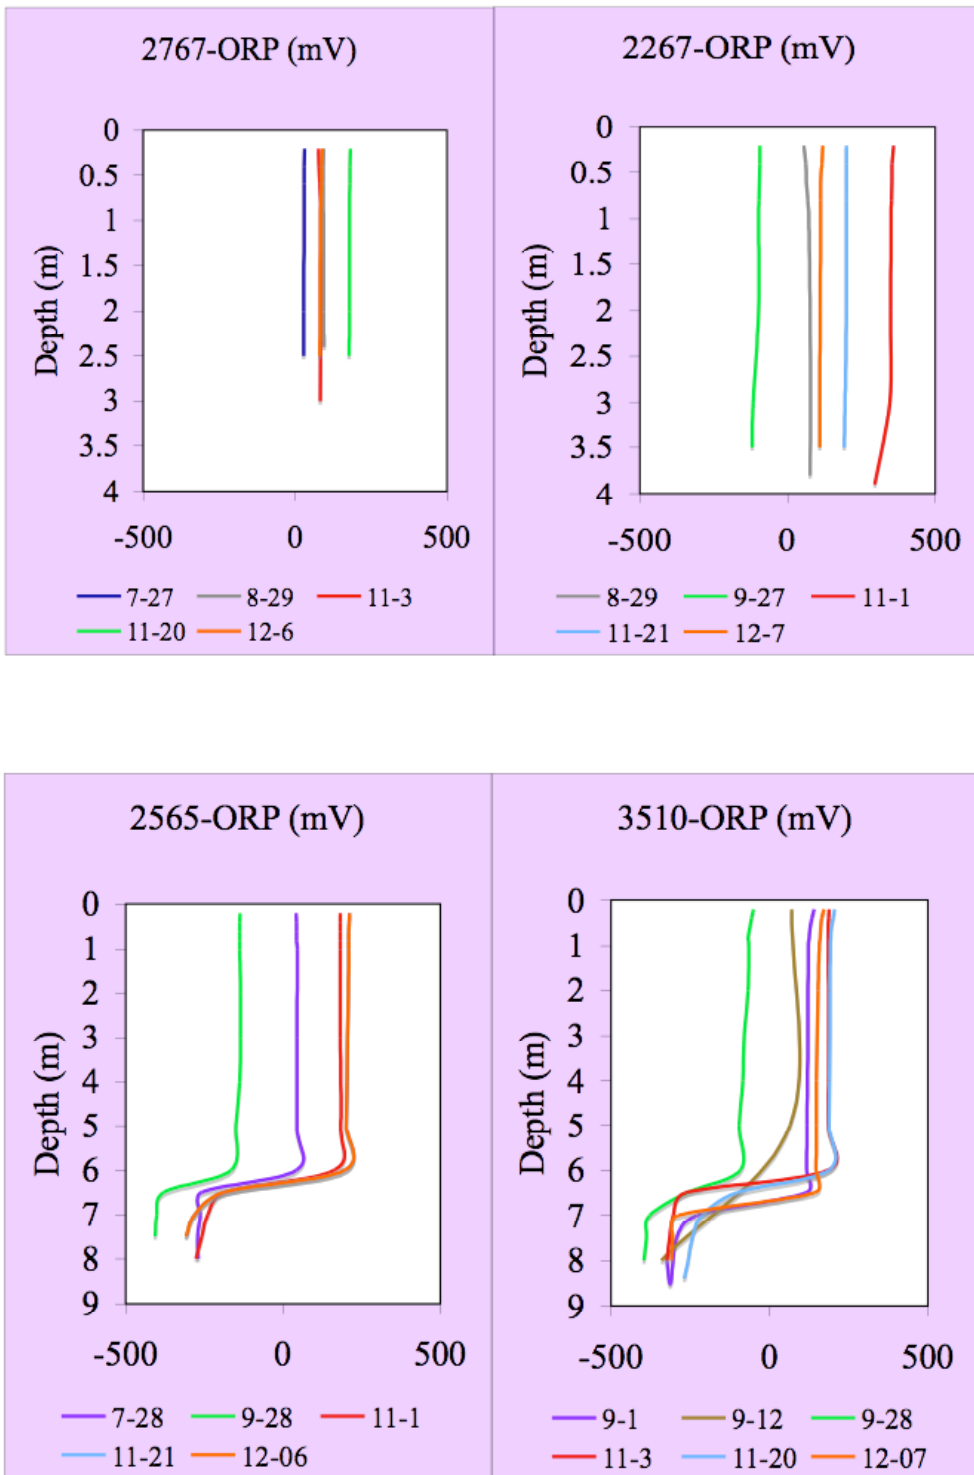 2767-ORP (mV)
0
0.5
1
1.5
2
2.5
3
3.5
4
Depth (m)
-500 0 500
7-27 8-29 11-3
11-20 12-6
2267-ORP (mV)
0
0.5
1
1.5
2
2.5
3
3.5
4
Depth (m)
-500 0 500
8-29 9-27 11-1
11-21 12-7
2565-ORP (mV)
0
1
2
3
4
5
6
7
8
9
Depth (m)
-500 0 500
7-28 9-28 11-1
11-21 12-06
3510-ORP (mV)
0
1
2
3
4
5
6
7
8
9
Depth (m)
-500 0 500
9-1 9-12 9-28
11-3 11-20 12-07